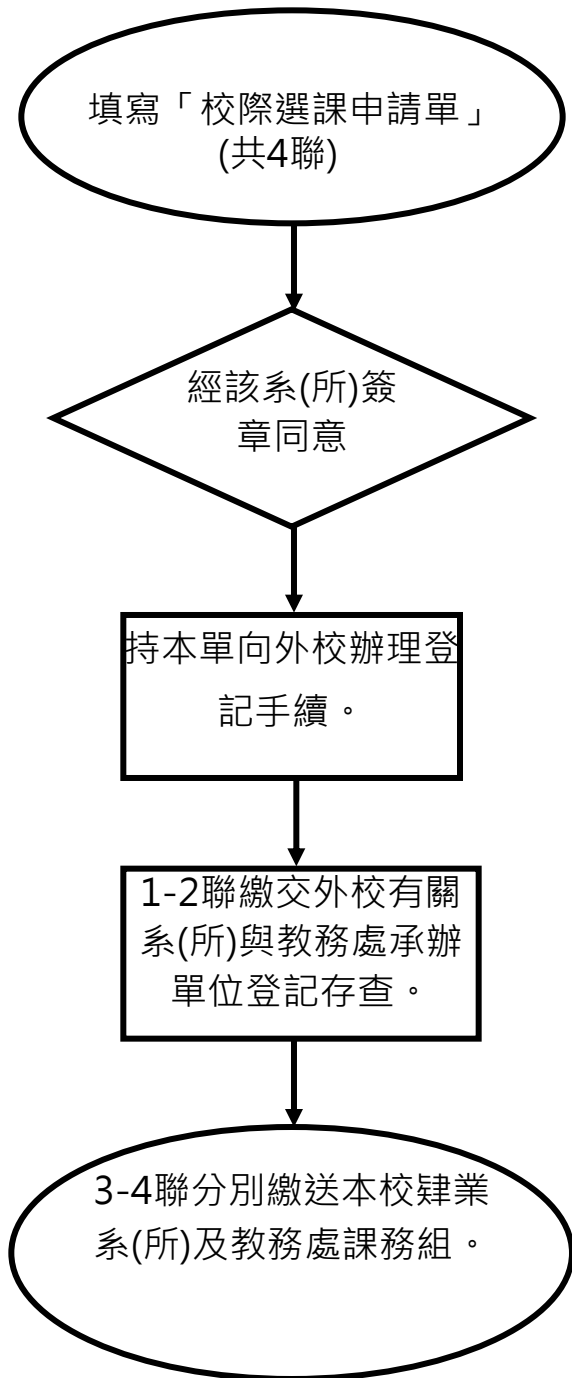 填寫「校際選課申請單」
(共4聯)
經該系(所)簽
章同意
持本單向外校辦理登
記手續。
1-2聯繳交外校有關
系(所)與教務處承辦
單位登記存查。
3-4聯分別繳送本校肄業
系(所)及教務處課務組。